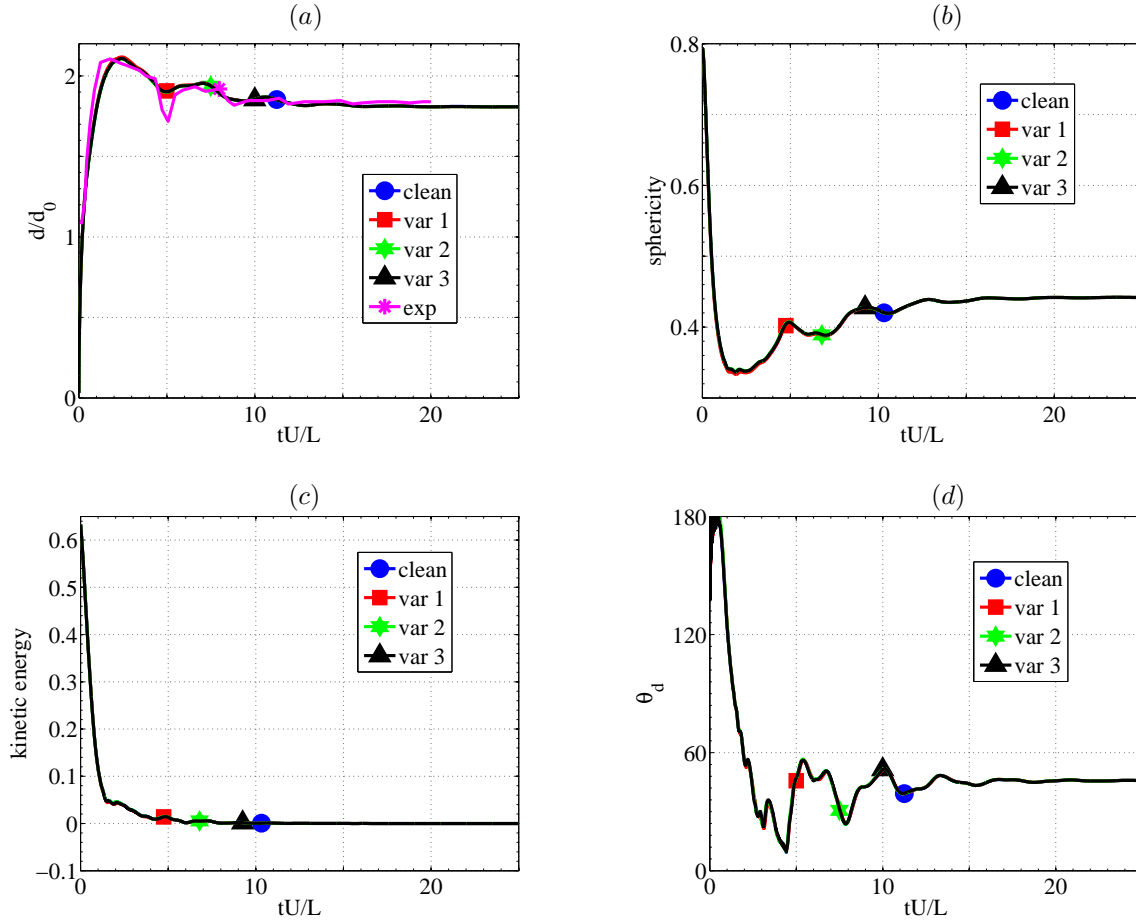 (a)
2
1
0
0
10
20
d/d0
tU/L
clean
var 1
var 2
var 3
exp
(b)
0.8
0.6
0.4
0
10
20
sphericity
tU/L
clean
var 1
var 2
var 3
(c)
0.6
0.5
0.4
0.3
0.2
0.1
0
−0.1
0
10
20
kinetic energy
tU/L
clean
var 1
var 2
var 3
(d)
180
120
60
0
0
10
20
θd
tU/L
clean
var 1
var 2
var 3